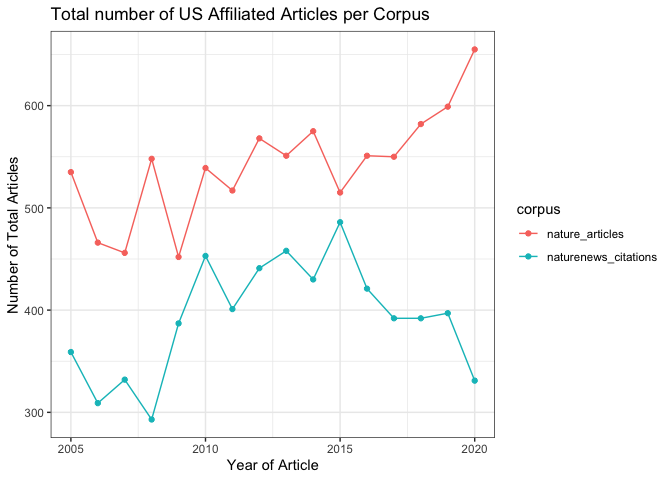 Total number of US Affiliated Articles per Corpus
Number of Total Articles
600
500
400
300
2005
2010
2015
2020
Year of Article
corpus
nature_articles
naturenews_citations